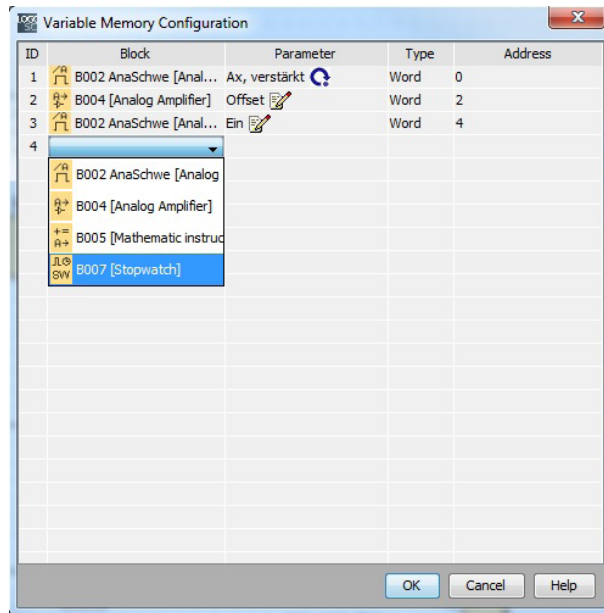 Variable Memory Configuration
ID Block Parameter Type Address
1 B002 AnaSchwe [Anal... Ax, verstärkt Word 0
2 B004 [Analog Amplifier] Offset Word 2
3 B002 AnaSchwe [Anal... Ein Word 4
4
B002 AnaSchwe [Analog
B004 [Analog Amplifier]
B005 [Mathematic instruc
B007 [Stopwatch]
OK Cancel Help